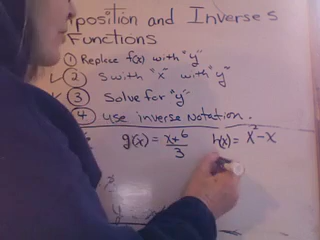 position and Inverses
Functions
① Replace f(x) with "y"
✓ ② Switch "x" with "y"
✓ ③ Solve for "y"
④ use inverse Notation.
g(x) = x+6/3 h(x) = x² - x